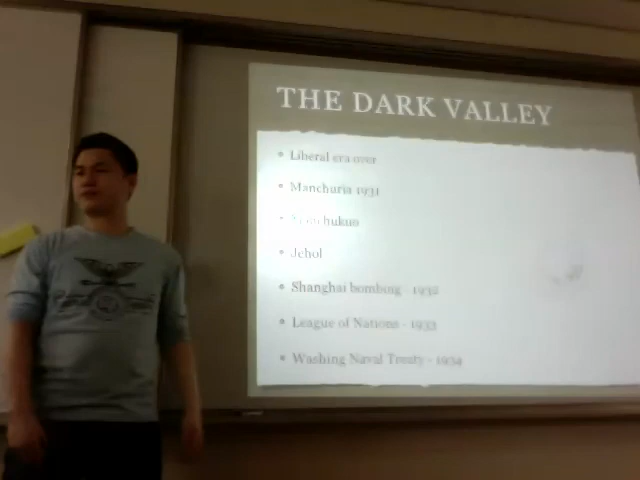 THE DARK VALLEY
Liberal era over
Manchuria 1931
Jehol
Shanghai bombing - 1932
League of Nations - 1933
Washing Naval Treaty - 1934